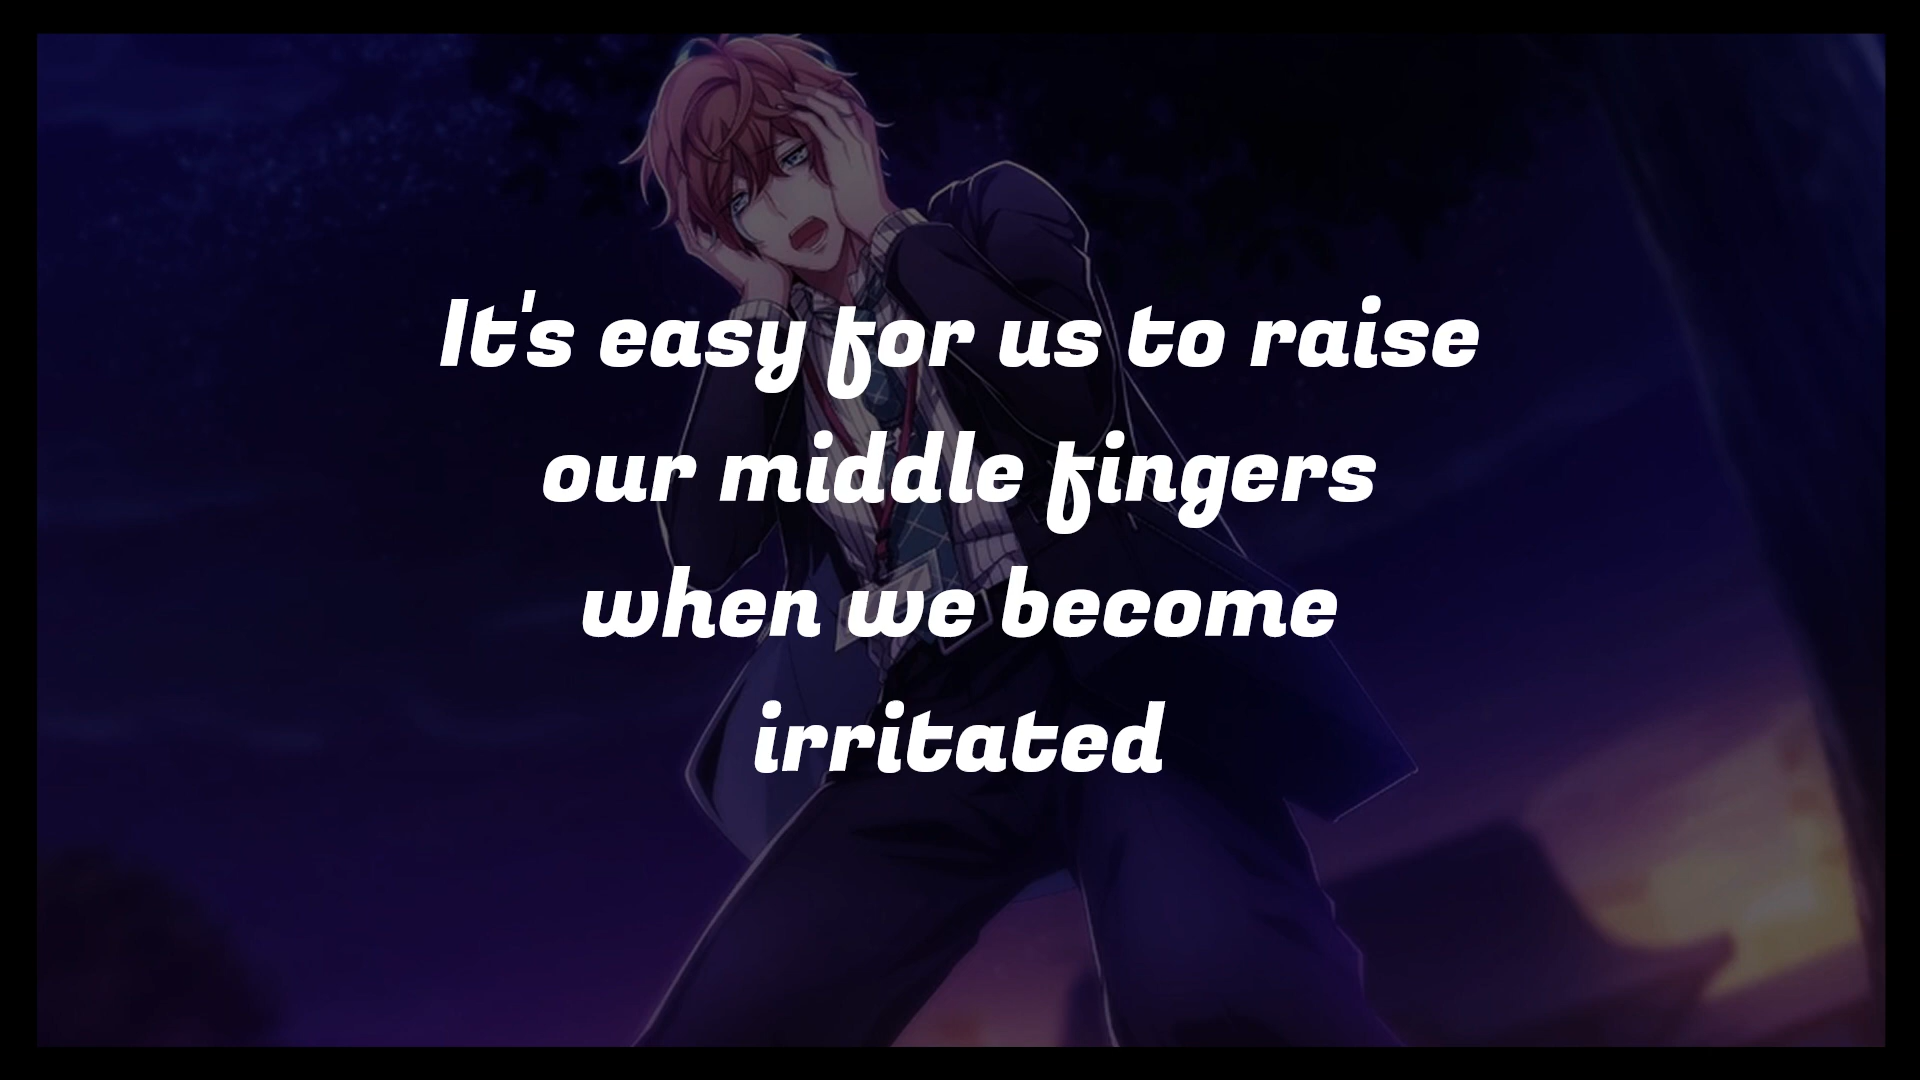 It's easy for us to raise
our middle fingers
when we become
irritated